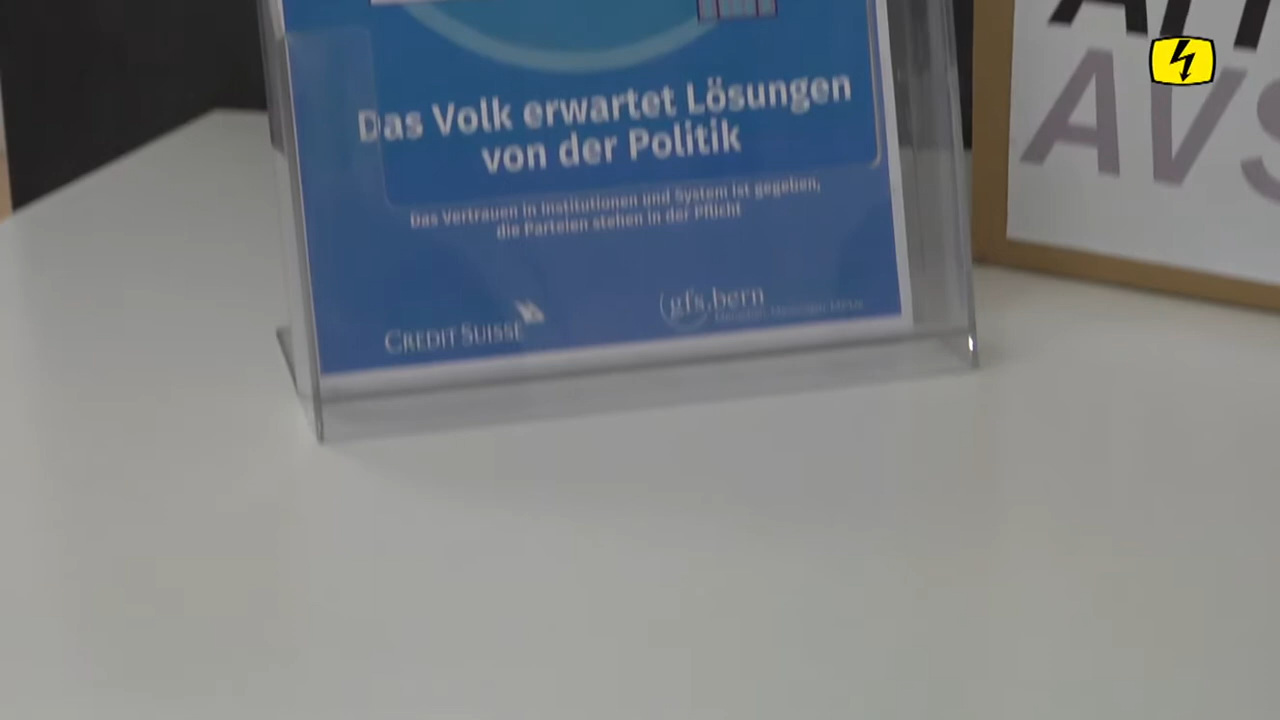 Das Volk erwartet Lösungen
von der Politik
Das Vertrauen in Institutionen und System ist gegeben,
die Parteien stehen in der Pflicht
CREDIT SUISSE
gfs.bern
AVS